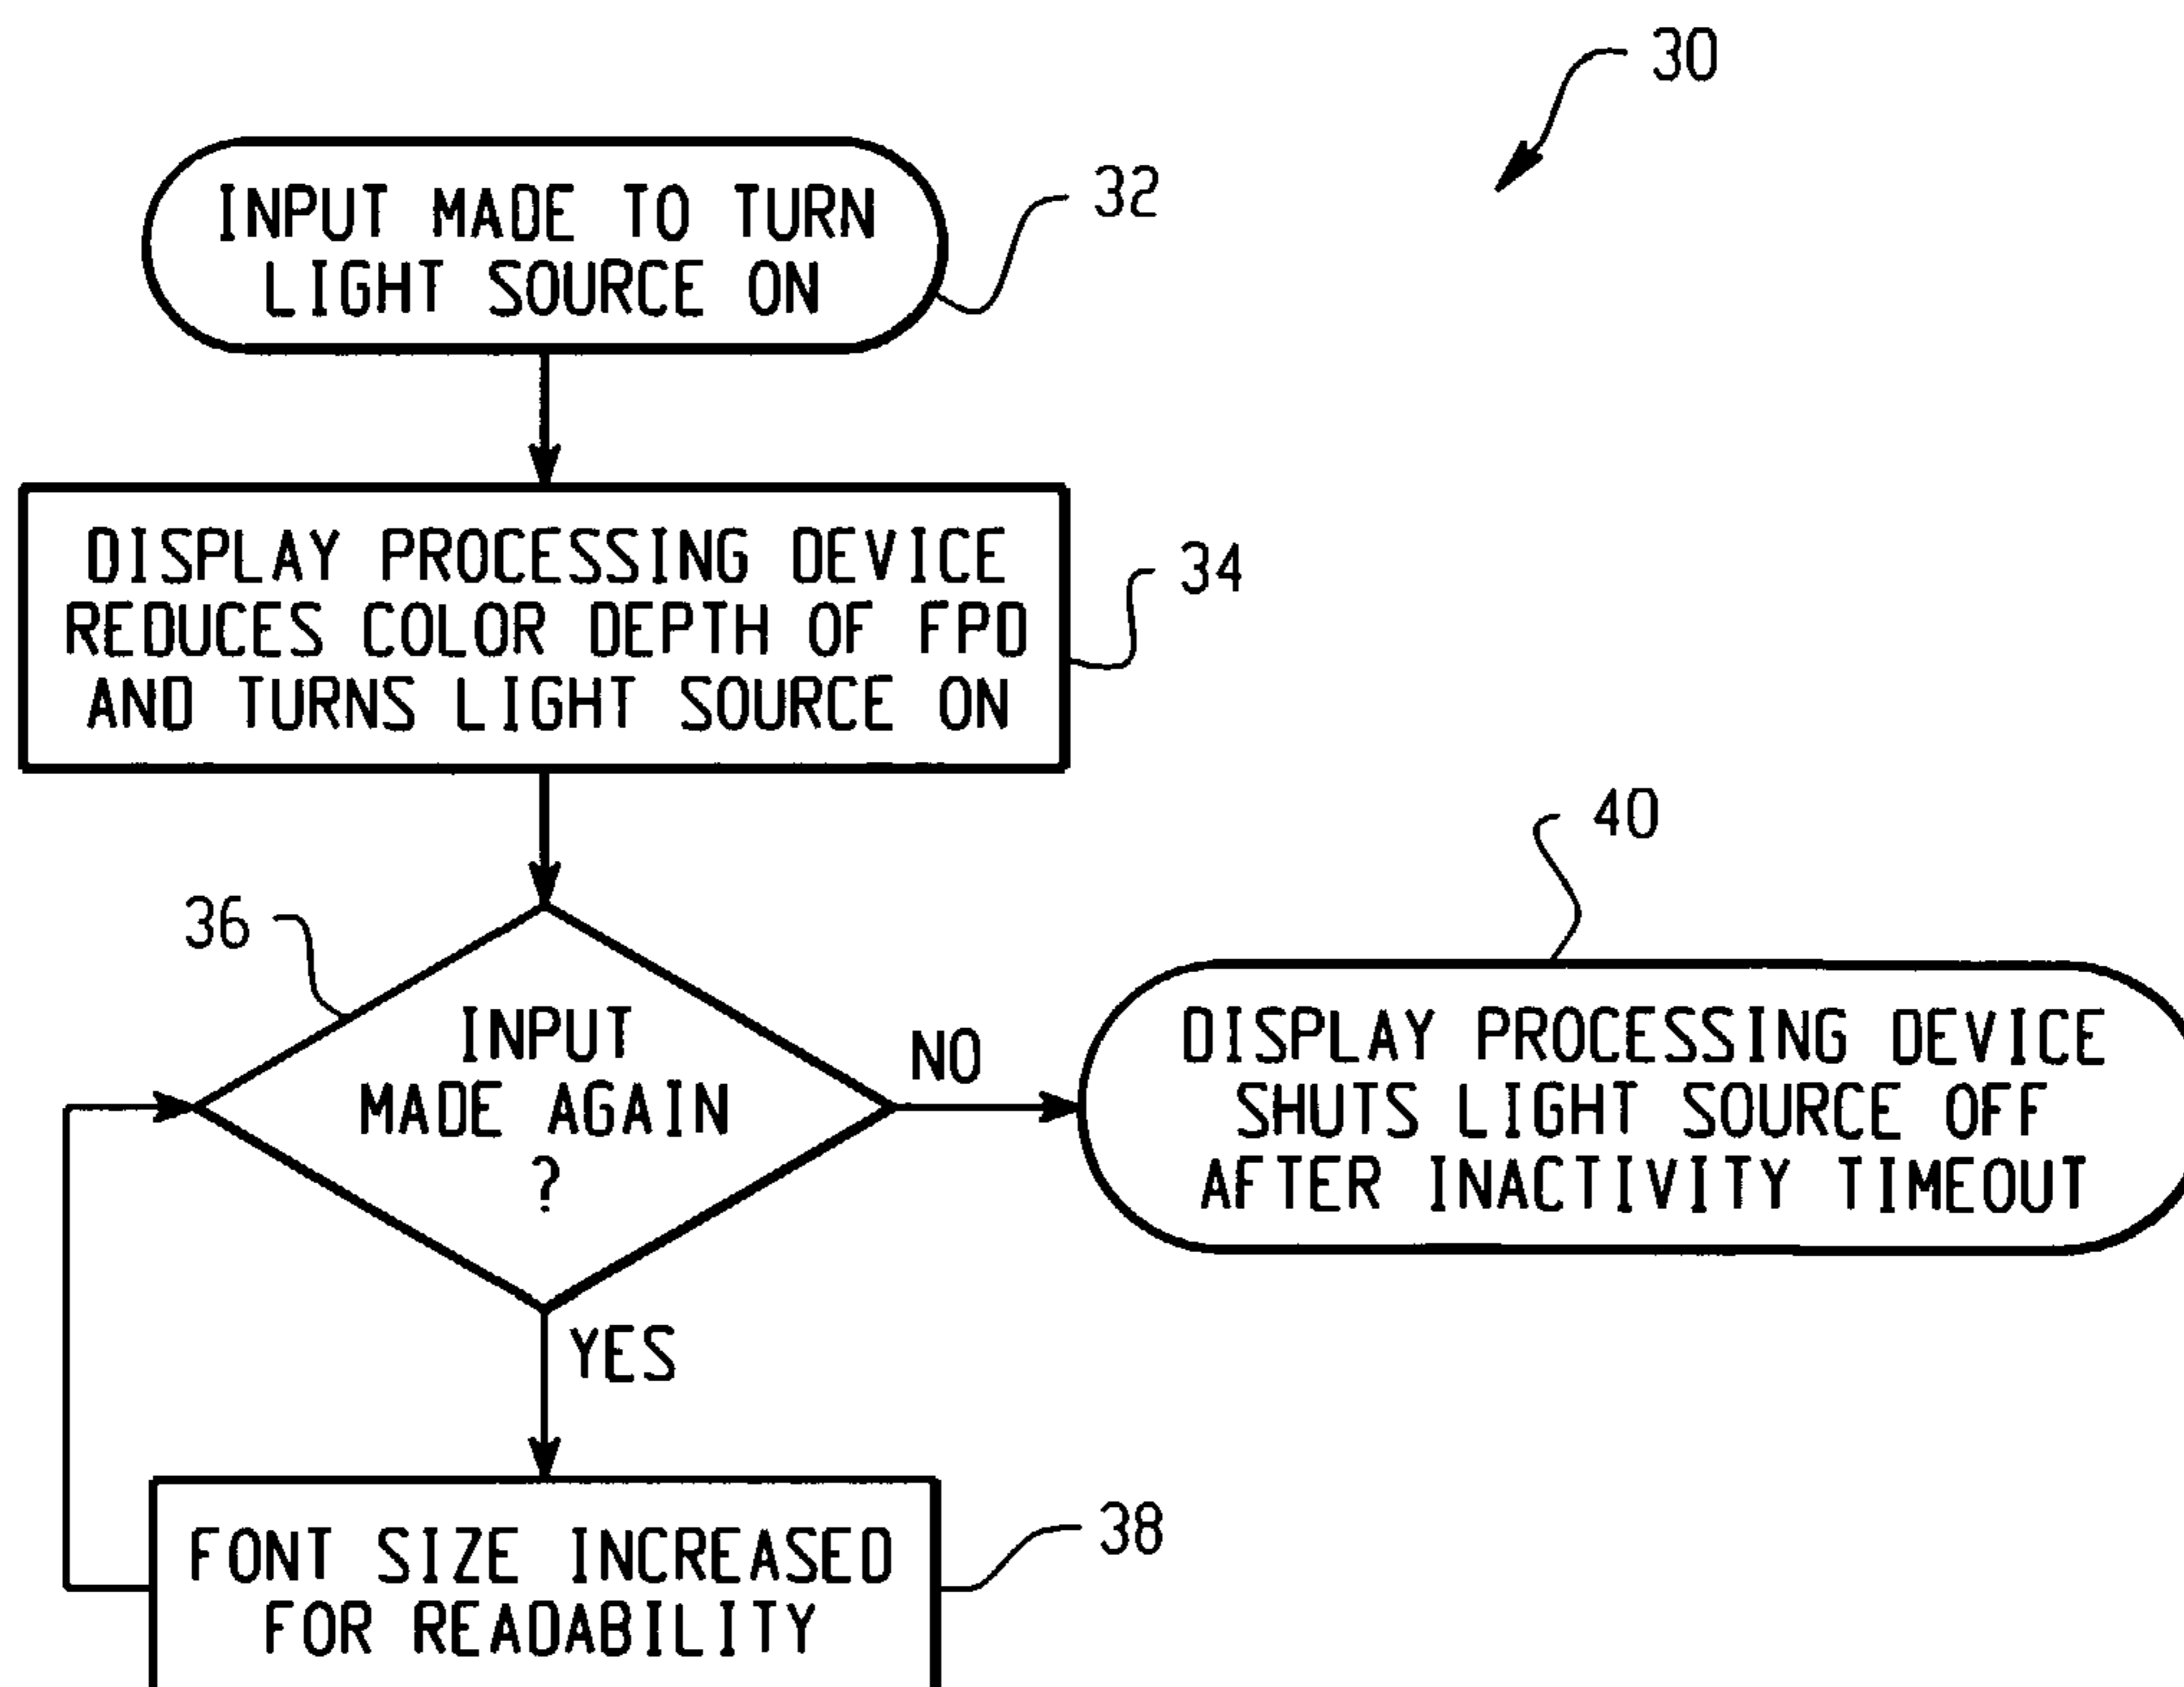 30
INPUT MADE TO TURN
LIGHT SOURCE ON
32
DISPLAY PROCESSING DEVICE
REDUCES COLOR DEPTH OF FPD
AND TURNS LIGHT SOURCE ON
34
36
INPUT
MADE AGAIN
?
NO
40
DISPLAY PROCESSING DEVICE
SHUTS LIGHT SOURCE OFF
AFTER INACTIVITY TIMEOUT
YES
FONT SIZE INCREASED
FOR READABILITY
38